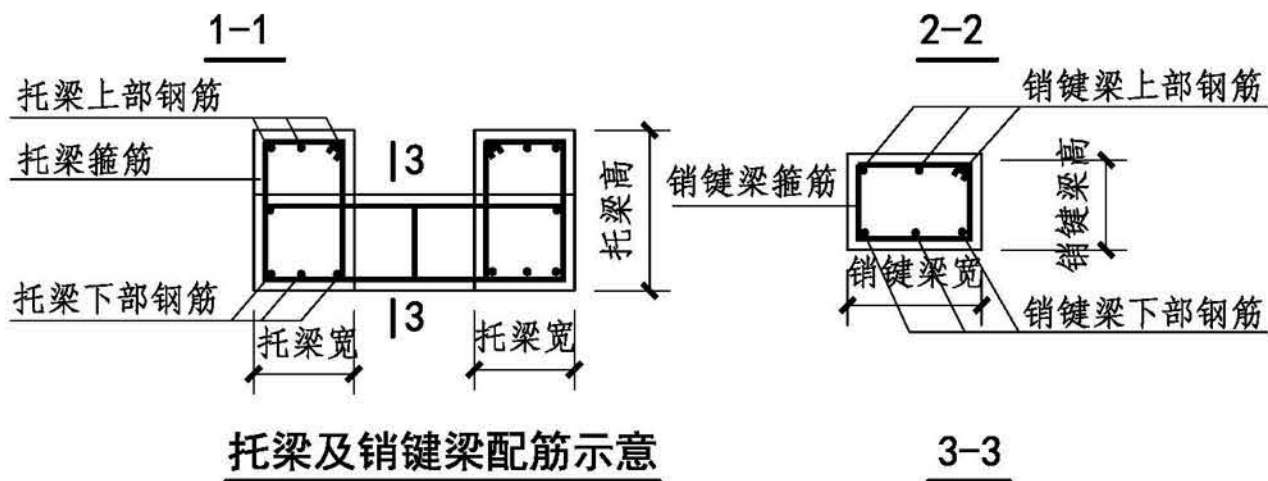 1-1
2-2
托梁上部钢筋
销键梁上部钢筋
托梁箍筋
3
托梁高
销键梁箍筋
销键梁高
托梁下部钢筋
3
销键梁宽
销键梁下部钢筋
托梁宽
托梁宽
托梁及销键梁配筋示意
3-3